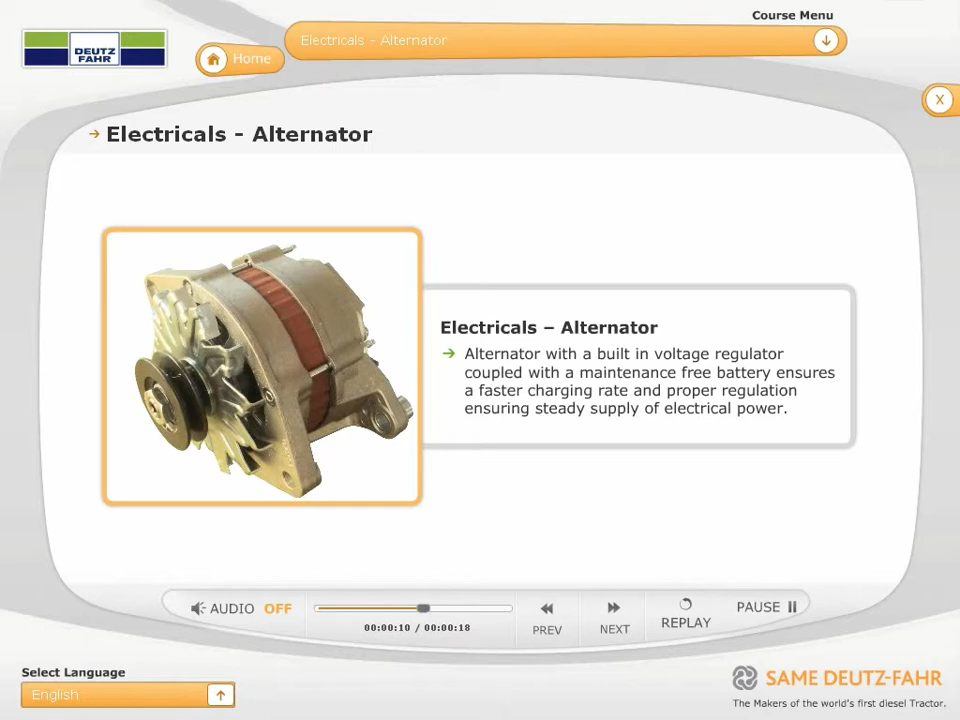 Course Menu
DEUTZ
FAHR
Home
Electricals – Alternator
X
Electricals - Alternator
Electricals – Alternator
Alternator with a built in voltage regulator
coupled with a maintenance free battery ensures
a faster charging rate and proper regulation
ensuring steady supply of electrical power.
AUDIO OFF
00:00:10 / 00:00:18
PREV
NEXT
REPLAY
PAUSE
Select Language
English
SAME DEUTZ-FAHR
The Makers of the world's first diesel Tractor.